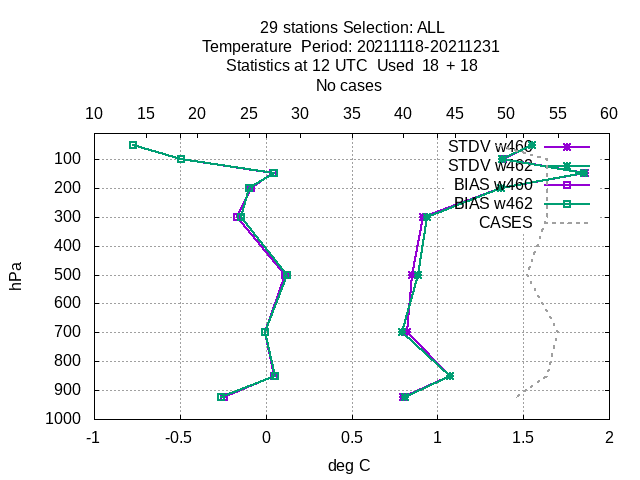 29 stations Selection: ALL
Temperature  Period: 20211118-20211231
Statistics at 12 UTC  Used  18  + 18
No cases
10 15 20 25 30 35 40 45 50 55 60
STDV w460
STDV w462
BIAS w460
BIAS w462
CASES
hPa
100
200
300
400
500
600
700
800
900
1000
-1 -0.5 0 0.5 1 1.5 2
deg C